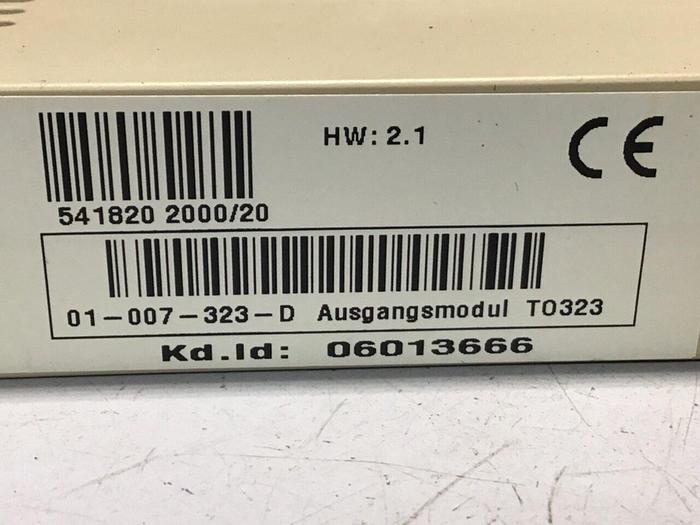 HW: 2.1
CE
541820 2000/20
01-007-323-D Ausgangsmodul TO323
Kd.Id: 06013666